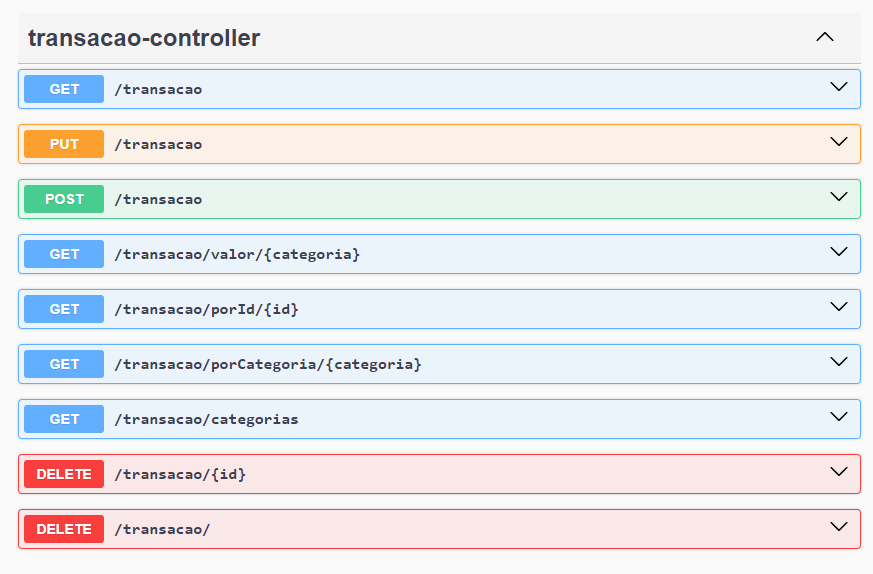 transacao-controller
GET /transacao
PUT /transacao
POST /transacao
GET /transacao/valor/{categoria}
GET /transacao/porId/{id}
GET /transacao/porCategoria/{categoria}
GET /transacao/categorias
DELETE /transacao/{id}
DELETE /transacao/